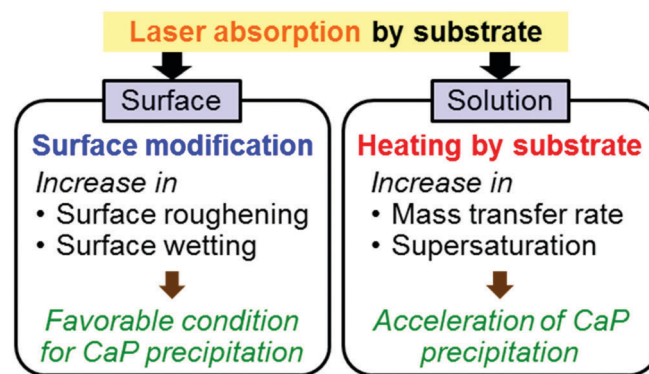 Laser absorption by substrate
Surface
Surface modification
Increase in
• Surface roughening
• Surface wetting
Favorable condition
for CaP precipitation
Solution
Heating by substrate
Increase in
• Mass transfer rate
• Supersaturation
Acceleration of CaP
precipitation